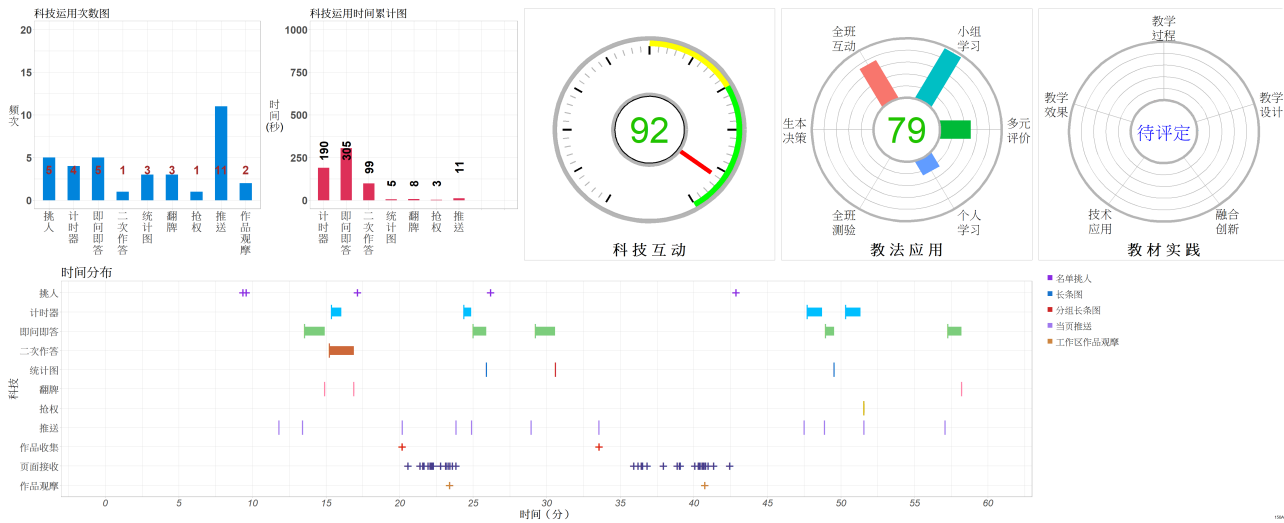 科技运用次数图
20
15
10
5
0
频次
5
4
5
1
3
3
1
11
2
挑人
计时器
即问即答
二次作答
统计图
翻牌
抢权
推送
作品观摩
科技运用时间累计图
1000
750
500
250
0
时间(秒)
190
305
99
5
8
3
11
计时器
即问即答
二次作答
统计图
翻牌
抢权
推送
92
科技互动
全班互动
小组学习
生本决策
79
多元评价
全班测验
个人学习
教法应用
教学过程
教学效果
教学设计
待评定
技术应用
融合创新
教材实践
时间分布
科技
挑人
计时器
即问即答
二次作答
统计图
翻牌
抢权
推送
作品收集
页面接收
作品观摩
0 5 10 15 20 25 30 35 40 45 50 55 60
时间（分）
名单挑人
长条图
分组长条图
当页推送
工作区作品观摩